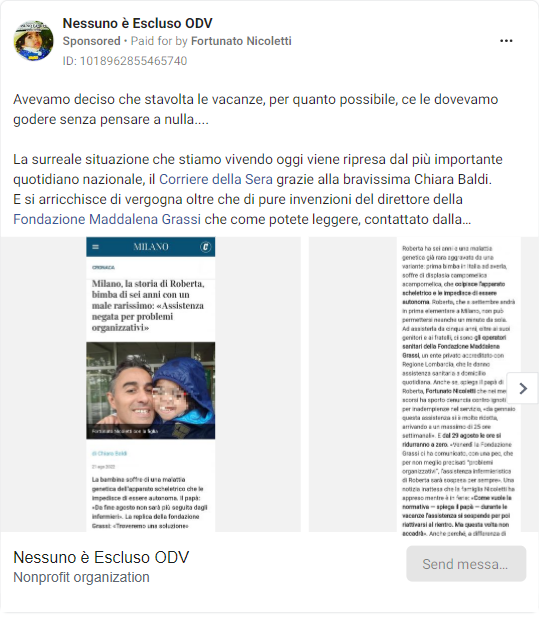 Nessuno è Escluso ODV
Sponsored • Paid for by Fortunato Nicoletti
ID: 1018962855465740
Avevamo deciso che stavolta le vacanze, per quanto possibile, ce le dovevamo
godere senza pensare a nulla....
La surreale situazione che stiamo vivendo oggi viene ripresa dal più importante
quotidiano nazionale, il Corriere della Sera grazie alla bravissima Chiara Baldi.
E si arricchisce di vergogna oltre che di pure invenzioni del direttore della
Fondazione Maddalena Grassi che come potete leggere, contattato dalla…
MILANO
CRONACA
Milano, la storia di Roberta,
bimba di sei anni con un
male rarissimo: «Assistenza
negata per problemi
organizzativi»
Fortunato Nicoletti con la figlia
di Chiara Baldi
La bambina soffre di una malattia
genetica dell'apparato scheletrico che le
impedisce di essere autonoma. Il papà:
«Da fine agosto non sarà più seguita dagli
infermieri». La replica della fondazione
Grassi: «Troveremo una soluzione»
Roberta ha sei anni e una malattia
genetica già rara aggravata da una
variante: prima bimba in Italia ad averla,
soffre di displasia campomelica
acampomelica, che colpisce l'apparato
scheletrico e le impedisce di essere
autonoma. Roberta, che a settembre andrà
in prima elementare a Milano, non può
permettersi neanche un minuto da sola.
Ad assisterla da cinque anni, oltre ai suoi
genitori e ai fratelli, ci sono gli operatori
sanitari della Fondazione Maddalena
Grassi, un ente privato accreditato con
Regione Lombardia, che le danno
assistenza sanitaria a domicilio
quotidiana. Anche se, spiega il papà di
Roberta, Fortunato Nicoletti che nei mesi
scorsi ha sporto denuncia contro ignoti
per inadempienze nel servizio, «da gennaio
questa assistenza si è molto ridotta,
arrivando a un massimo di 25 ore
settimanali». E dal 29 agosto le ore si
ridurranno a zero. «Venerdì la Fondazione
Grassi ci ha comunicato, con una pec, che
per non meglio precisati "problemi
organizzativi", l'assistenza infermieristica
di Roberta sarà sospesa per sempre». Una
notizia inattesa che la famiglia Nicoletti ha
appreso mentre è in ferie: «Come vuole la
normativa — spiega il papà — durante le
vacanze l'assistenza si sospende per poi
riattivarsi al rientro. Ma questa volta non
accadrà». Anche perché, a differenza di
Nessuno è Escluso ODV
Nonprofit organization
Send messa...